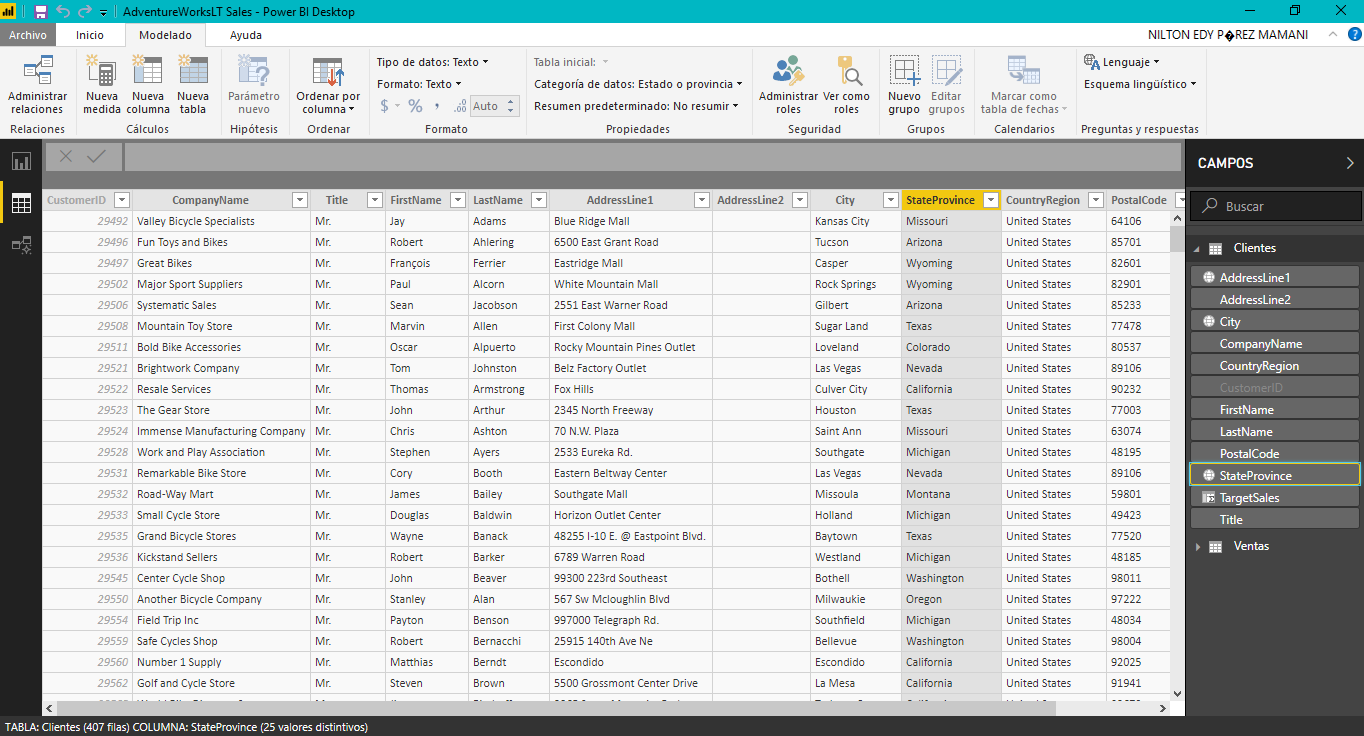 AdventureWorksLT Sales - Power BI Desktop
Archivo Inicio Modelado Ayuda NILTON EDY P�REZ MAMANI
Administrar relaciones
Relaciones
Nueva medida
Nueva columna
Nueva tabla
Cálculos
Parámetro nuevo
Hipótesis
Ordenar por columna
Ordenar
Tipo de datos: Texto
Formato: Texto
$ % , .00 Auto
Formato
Tabla inicial:
Categoría de datos: Estado o provincia
Resumen predeterminado: No resumir
Propiedades
Administrar roles
Ver como roles
Seguridad
Nuevo grupo
Editar grupos
Grupos
Marcar como tabla de fechas
Calendarios
Lenguaje
Esquema lingüístico
Preguntas y respuestas
CustomerID CompanyName Title FirstName LastName AddressLine1 AddressLine2 City StateProvince CountryRegion PostalCode
29492 Valley Bicycle Specialists Mr. Jay Adams Blue Ridge Mall Kansas City Missouri United States 64106
29496 Fun Toys and Bikes Mr. Robert Ahlering 6500 East Grant Road Tucson Arizona United States 85701
29497 Great Bikes Mr. François Ferrier Eastridge Mall Casper Wyoming United States 82601
29502 Major Sport Suppliers Mr. Paul Alcorn White Mountain Mall Rock Springs Wyoming United States 82901
29506 Systematic Sales Mr. Sean Jacobson 2551 East Warner Road Gilbert Arizona United States 85233
29508 Mountain Toy Store Mr. Marvin Allen First Colony Mall Sugar Land Texas United States 77478
29511 Bold Bike Accessories Mr. Oscar Alpuerto Rocky Mountain Pines Outlet Loveland Colorado United States 80537
29521 Brightwork Company Mr. Tom Johnston Belz Factory Outlet Las Vegas Nevada United States 89106
29522 Resale Services Mr. Thomas Armstrong Fox Hills Culver City California United States 90232
29523 The Gear Store Mr. John Arthur 2345 North Freeway Houston Texas United States 77003
29524 Immense Manufacturing Company Mr. Chris Ashton 70 N.W. Plaza Saint Ann Missouri United States 63074
29528 Work and Play Association Mr. Stephen Ayers 2533 Eureka Rd. Southgate Michigan United States 48195
29531 Remarkable Bike Store Mr. Cory Booth Eastern Beltway Center Las Vegas Nevada United States 89106
29532 Road-Way Mart Mr. James Bailey Southgate Mall Missoula Montana United States 59801
29533 Small Cycle Store Mr. Douglas Baldwin Horizon Outlet Center Holland Michigan United States 49423
29535 Grand Bicycle Stores Mr. Wayne Banack 48255 I-10 E. @ Eastpoint Blvd. Baytown Texas United States 77520
29536 Kickstand Sellers Mr. Robert Barker 6789 Warren Road Westland Michigan United States 48185
29545 Center Cycle Shop Mr. John Beaver 99300 223rd Southeast Bothell Washington United States 98011
29550 Another Bicycle Company Mr. Stanley Alan 567 Sw Mcloughlin Blvd Milwaukie Oregon United States 97222
29554 Field Trip Inc Mr. Payton Benson 997000 Telegraph Rd. Southfield Michigan United States 48034
29559 Safe Cycles Shop Mr. Robert Bernacchi 25915 140th Ave Ne Bellevue Washington United States 98004
29560 Number 1 Supply Mr. Matthias Berndt Escondido Escondido California United States 92025
29562 Golf and Cycle Store Mr. Steven Brown 5500 Grossmont Center Drive La Mesa California United States 91941
CAMPOS
Buscar
Clientes
AddressLine1
AddressLine2
City
CompanyName
CountryRegion
CustomerID
FirstName
LastName
PostalCode
StateProvince
TargetSales
Title
Ventas
TABLA: Clientes (407 filas) COLUMNA: StateProvince (25 valores distintivos)